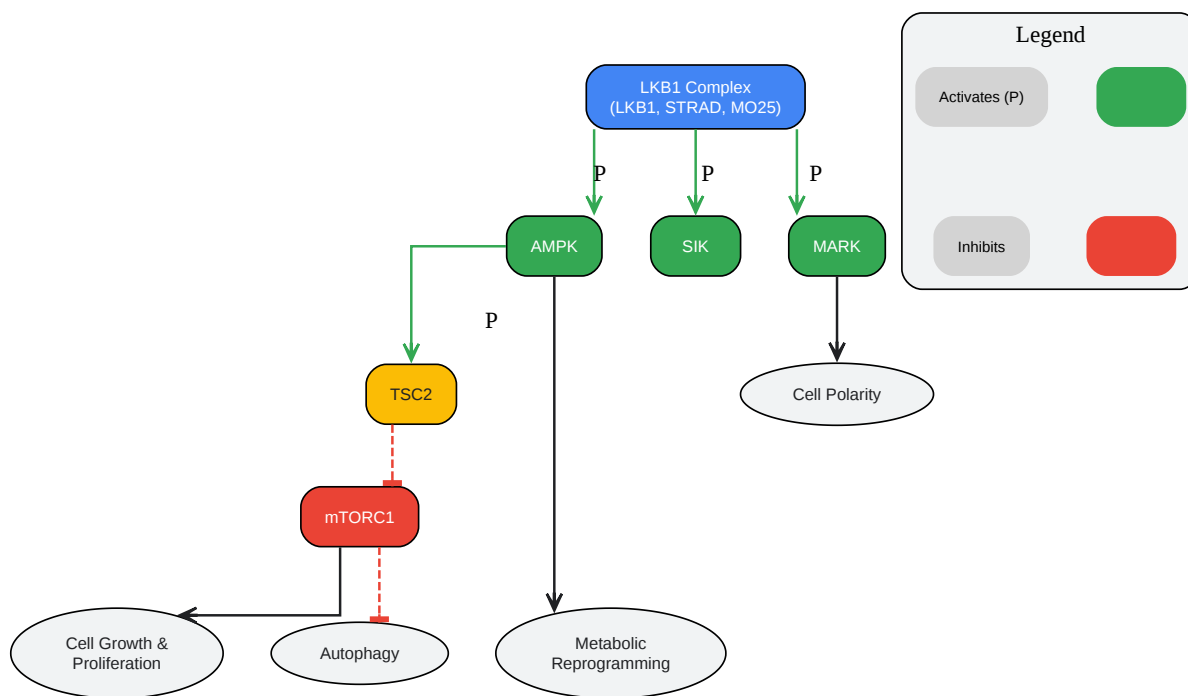 Legend
LKB1 Complex
(LKB1, STRAD, MO25)
Activates (P)
P
P
P
AMPK
SIK
MARK
Inhibits
P
TSC2
Cell Polarity
mTORC1
Cell Growth &
Proliferation
Autophagy
Metabolic
Reprogramming